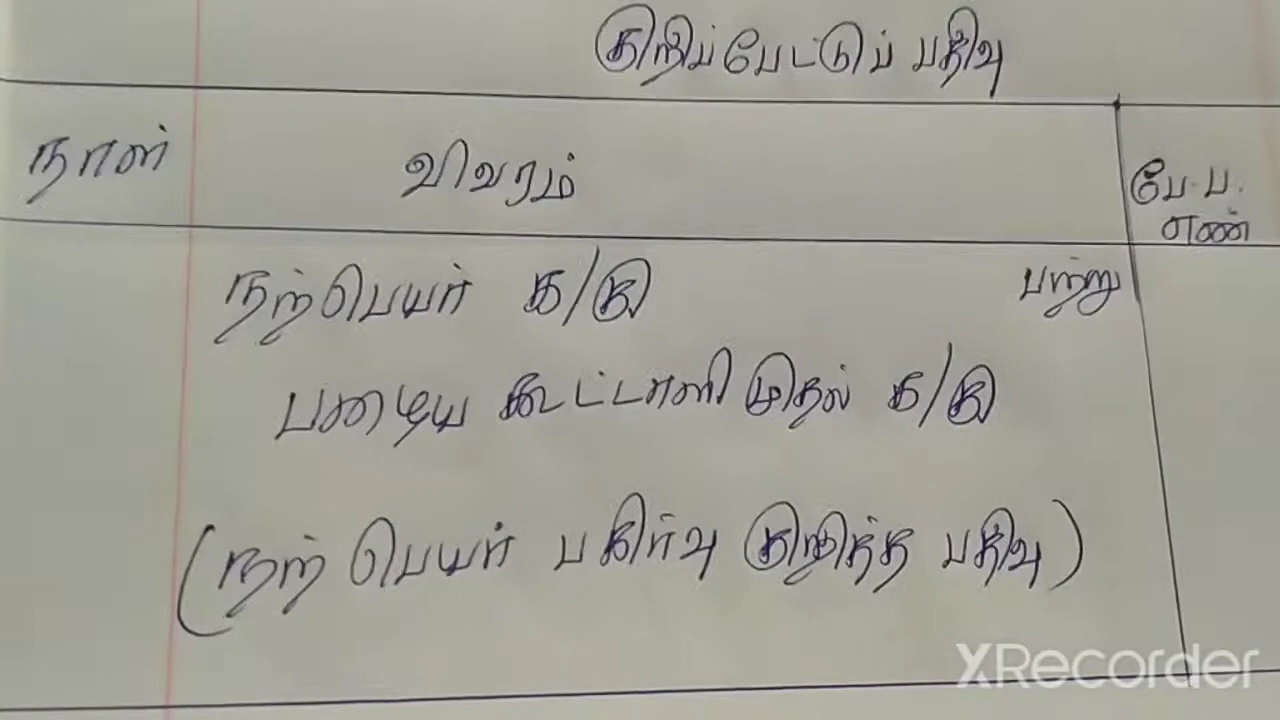 குறிப்பேட்டுப் பதிவு
நாள் விவரம் பே.ப. எண்
நற்பெயர் க/கு பற்று
பழைய கூட்டாளி முதல் க/கு
(நற்பெயர் பகிர்வு குறித்த பதிவு)
XRecorder